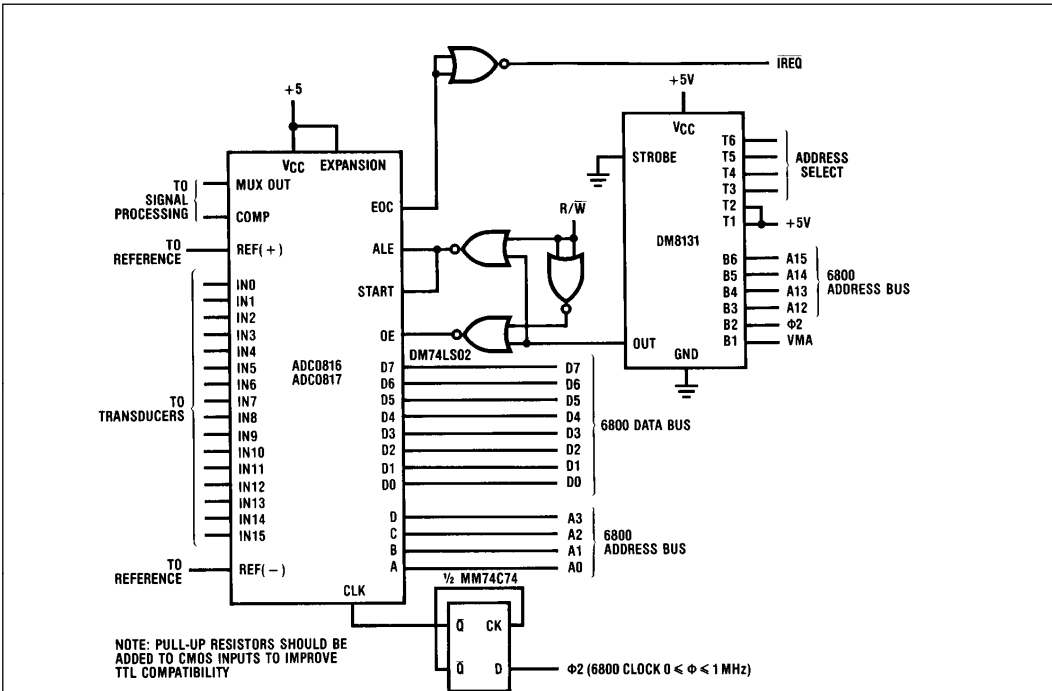 IREQ
+5
+5V
VCC
EXPANSION
VCC
STROBE
T6
T5
T4
T3
T2
T1
ADDRESS
SELECT
+5V
TO
SIGNAL
PROCESSING
MUX OUT
COMP
EOC
R/W̅
DM8131
TO
REFERENCE
REF(+)
ALE
START
B6
B5
B4
B3
B2
B1
A15
A14
A13
A12
Φ2
VMA
6800
ADDRESS BUS
OE
DM74LS02
OUT
GND
TO
TRANSDUCERS
IN0
IN1
IN2
IN3
IN4
IN5
IN6
IN7
IN8
IN9
IN10
IN11
IN12
IN13
IN14
IN15
ADC0816
ADC0817
D7
D6
D5
D4
D3
D2
D1
D0
D7
D6
D5
D4
D3
D2
D1
D0
6800 DATA BUS
D
C
B
A
A3
A2
A1
A0
6800
ADDRESS BUS
TO
REFERENCE
REF(−)
CLK
½ MM74C74
Q̅
CK
Q̅
D
Φ2 (6800 CLOCK 0 ≤ Φ ≤ 1 MHz)
NOTE: PULL-UP RESISTORS SHOULD BE
ADDED TO CMOS INPUTS TO IMPROVE
TTL COMPATIBILITY